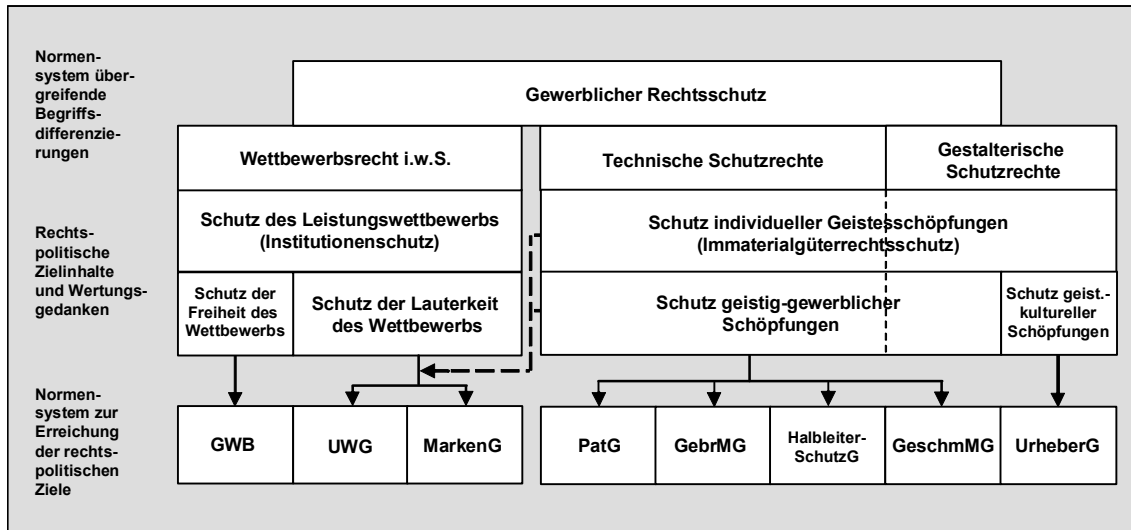 Normen-
system über-
greifende
Begriffs-
differenzie-
rungen
Gewerblicher Rechtsschutz
Wettbewerbsrecht i.w.S.
Technische Schutzrechte
Gestalterische
Schutzrechte
Rechts-
politische
Zielinhalte
und Wertungs-
gedanken
Schutz des Leistungswettbewerbs
(Institutionenschutz)
Schutz individueller Geistesschöpfungen
(Immaterialgüterrechtsschutz)
Schutz der
Freiheit des
Wettbewerbs
Schutz der Lauterkeit
des Wettbewerbs
Schutz geistig-gewerblicher
Schöpfungen
Schutz geist.-
kultureller
Schöpfungen
Normen-
system zur
Erreichung
der rechts-
politischen
Ziele
GWB
UWG
MarkenG
PatG
GebrMG
Halbleiter-
SchutzG
GeschmMG
UrheberG